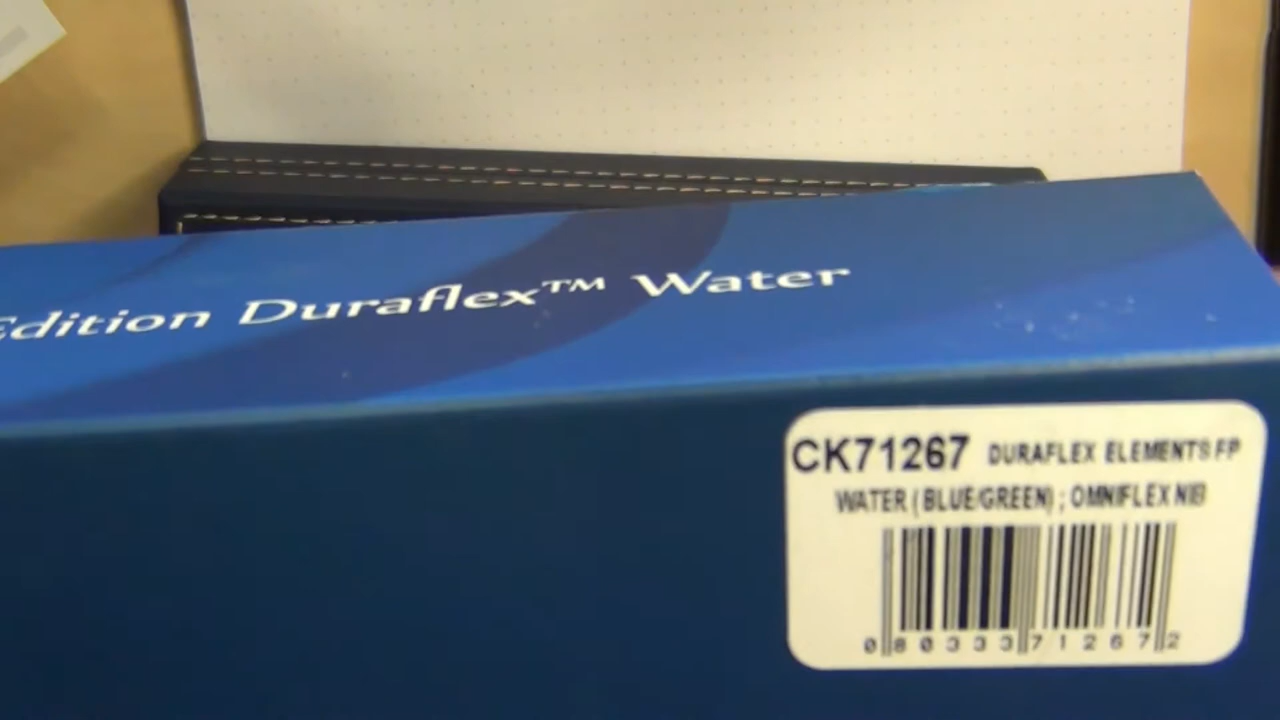 Edition Duraflex™ Water
CK71267 DURAFLEX ELEMENTS FP
WATER (BLUE/GREEN) ; OMNIFLEX NIB
0 80333 71267 2